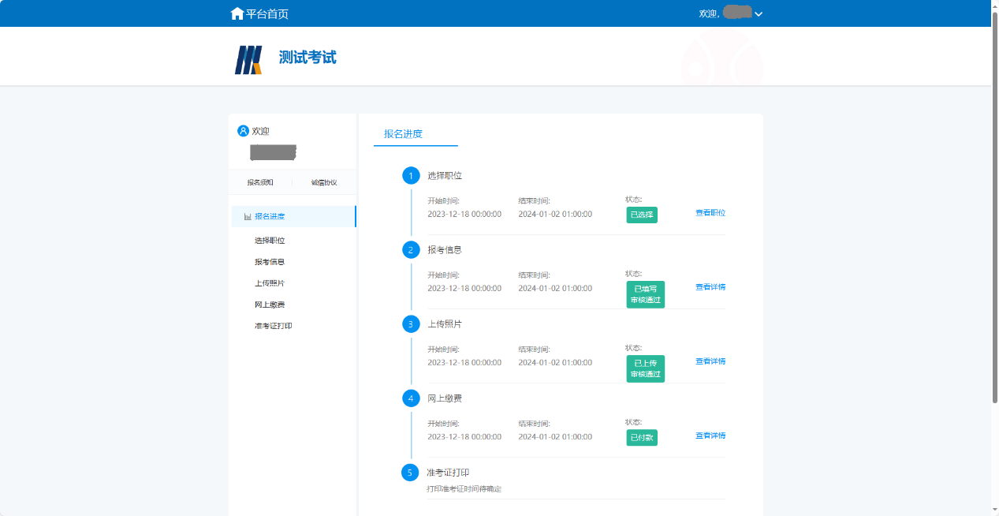 平台首页
欢迎,
测试考试
欢迎
报名须知
诚信协议
报名进度
选择职位
报考信息
上传照片
网上缴费
准考证打印
报名进度
1 选择职位
开始时间: 结束时间: 状态:
2023-12-18 00:00:00 2024-01-02 01:00:00 已选择 查看职位
2 报考信息
开始时间: 结束时间: 状态:
2023-12-18 00:00:00 2024-01-02 01:00:00 已填写 查看详情
审核通过
3 上传照片
开始时间: 结束时间: 状态:
2023-12-18 00:00:00 2024-01-02 01:00:00 已上传 查看详情
审核通过
4 网上缴费
开始时间: 结束时间: 状态:
2023-12-18 00:00:00 2024-01-02 01:00:00 已付款 查看详情
5 准考证打印
打印准考证时间待确定